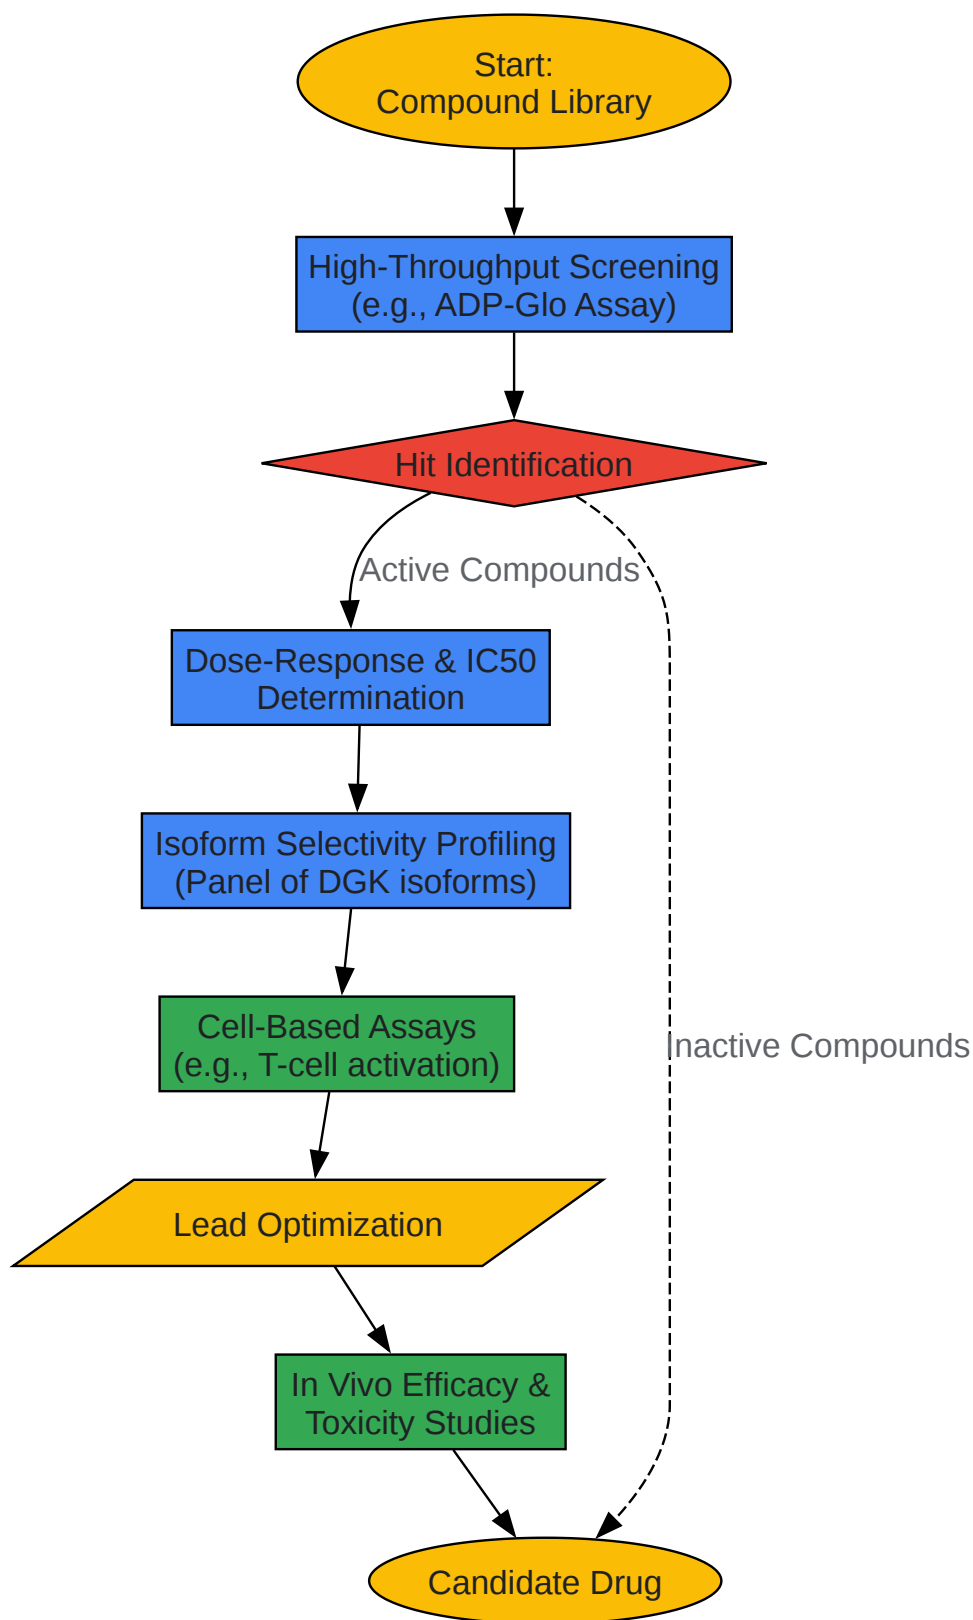 Start:
Compound Library
High-Throughput Screening
(e.g., ADP-Glo Assay)
Hit Identification
Active Compounds
Dose-Response & IC50
Determination
Isoform Selectivity Profiling
(Panel of DGK isoforms)
Cell-Based Assays
(e.g., T-cell activation)
Inactive Compounds
Lead Optimization
In Vivo Efficacy &
Toxicity Studies
Candidate Drug